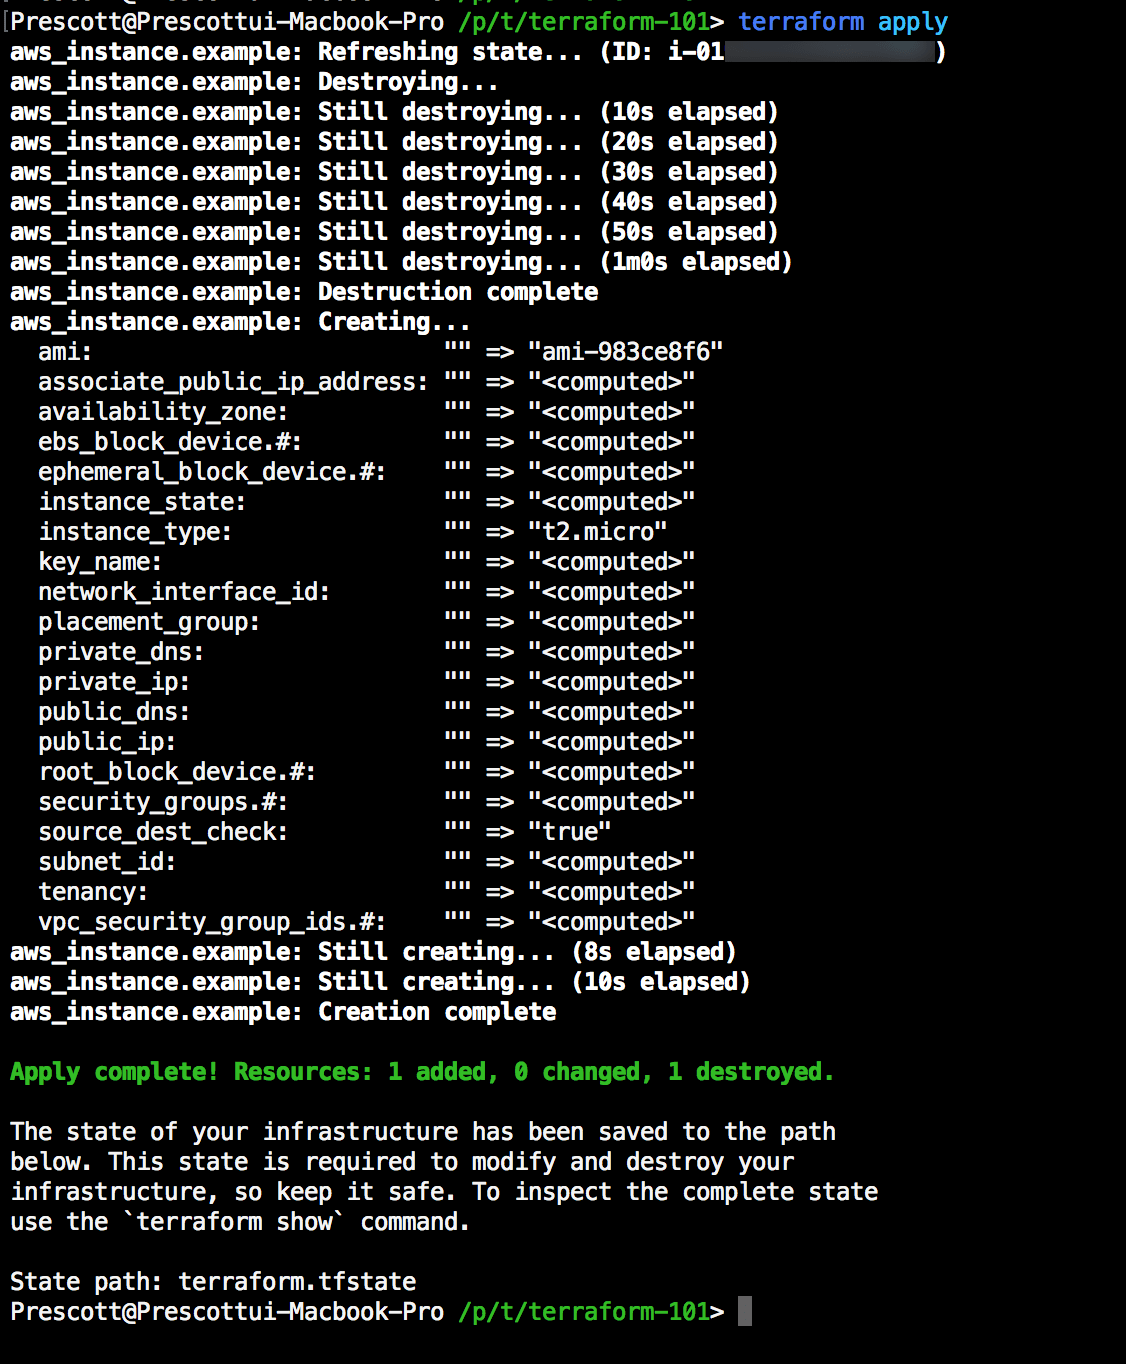 [Prescott@Prescottui-Macbook-Pro /p/t/terraform-101> terraform apply
aws_instance.example: Refreshing state... (ID: i-01 )
aws_instance.example: Destroying...
aws_instance.example: Still destroying... (10s elapsed)
aws_instance.example: Still destroying... (20s elapsed)
aws_instance.example: Still destroying... (30s elapsed)
aws_instance.example: Still destroying... (40s elapsed)
aws_instance.example: Still destroying... (50s elapsed)
aws_instance.example: Still destroying... (1m0s elapsed)
aws_instance.example: Destruction complete
aws_instance.example: Creating...
  ami:                         "" => "ami-983ce8f6"
  associate_public_ip_address: "" => "<computed>"
  availability_zone:           "" => "<computed>"
  ebs_block_device.#:          "" => "<computed>"
  ephemeral_block_device.#:    "" => "<computed>"
  instance_state:              "" => "<computed>"
  instance_type:               "" => "t2.micro"
  key_name:                    "" => "<computed>"
  network_interface_id:        "" => "<computed>"
  placement_group:             "" => "<computed>"
  private_dns:                 "" => "<computed>"
  private_ip:                  "" => "<computed>"
  public_dns:                  "" => "<computed>"
  public_ip:                   "" => "<computed>"
  root_block_device.#:         "" => "<computed>"
  security_groups.#:           "" => "<computed>"
  source_dest_check:           "" => "true"
  subnet_id:                   "" => "<computed>"
  tenancy:                     "" => "<computed>"
  vpc_security_group_ids.#:    "" => "<computed>"
aws_instance.example: Still creating... (8s elapsed)
aws_instance.example: Still creating... (10s elapsed)
aws_instance.example: Creation complete
Apply complete! Resources: 1 added, 0 changed, 1 destroyed.
The state of your infrastructure has been saved to the path
below. This state is required to modify and destroy your
infrastructure, so keep it safe. To inspect the complete state
use the `terraform show` command.
State path: terraform.tfstate
Prescott@Prescottui-Macbook-Pro /p/t/terraform-101>